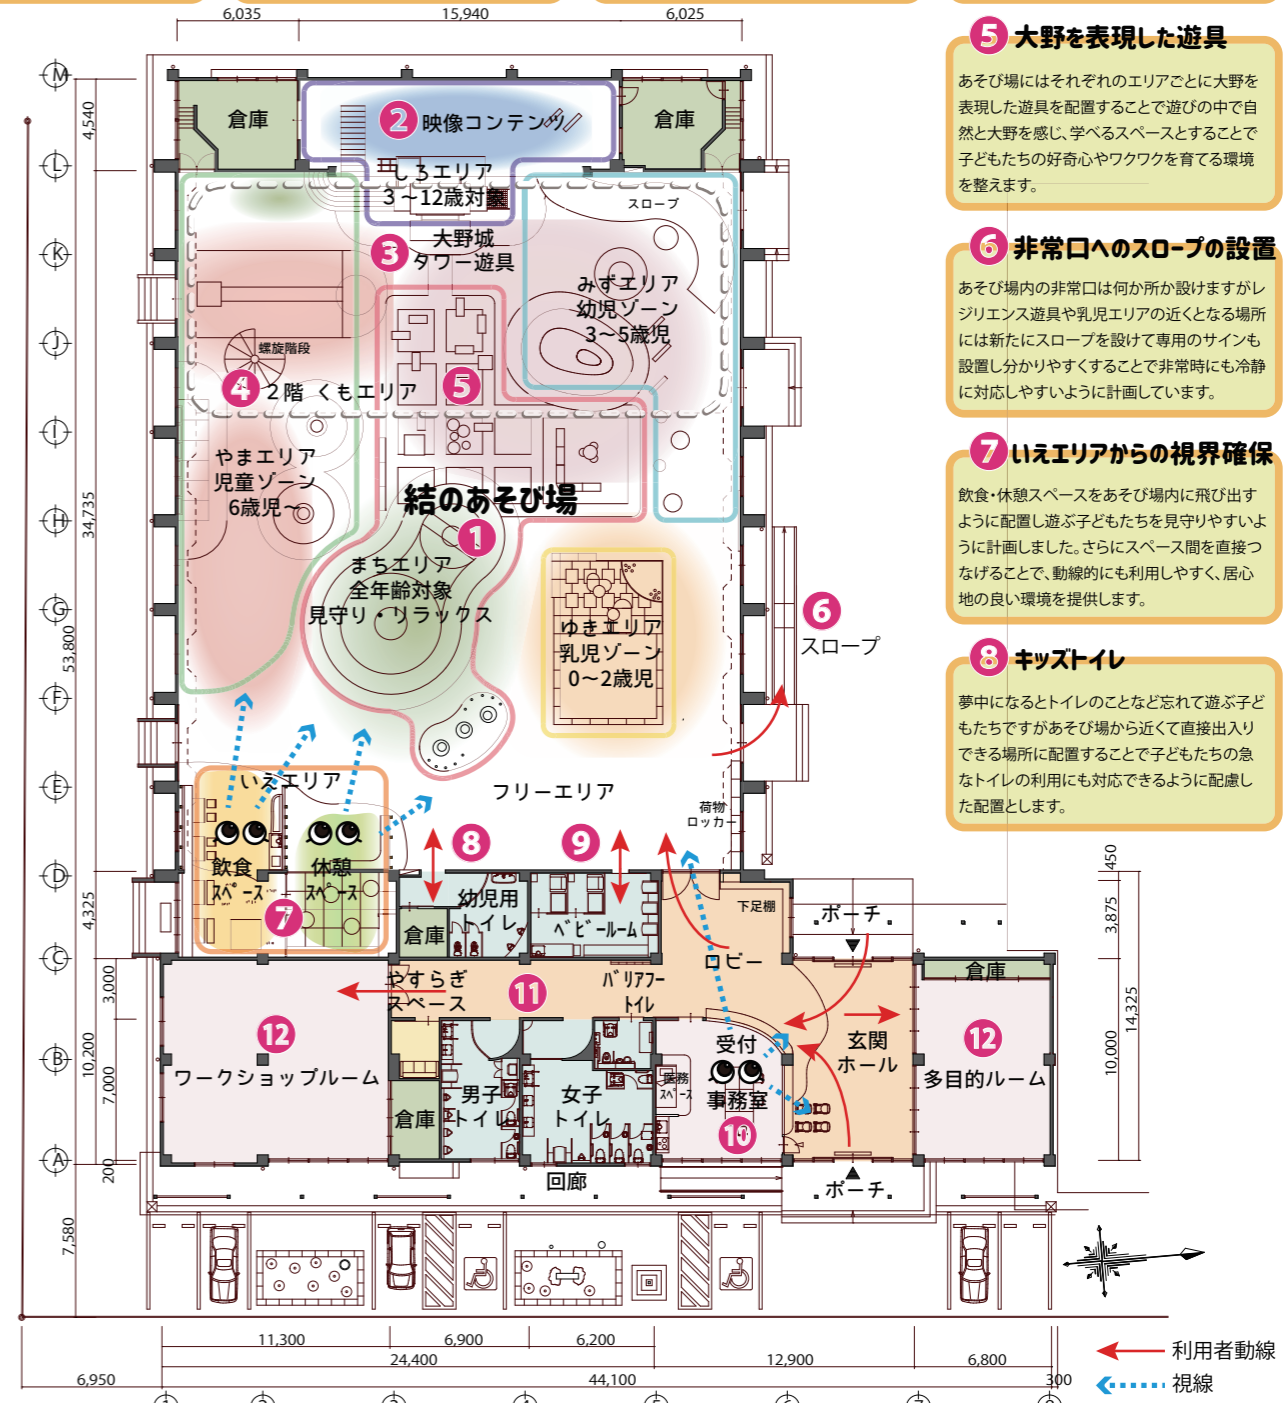 6,035
15,940
6,025
M
L
K
J
I
H
G
F
E
D
C
B
A
4,540
34,735
53,800
4,325
3,000
10,200
7,000
200
7,580
倉庫
2 映像コンテンツ
倉庫
しろエリア
3～12歳対象
スロープ
3 大野城
タワー遊具
みずエリア
幼児ゾーン
3～5歳児
螺旋階段
4 2階 くもエリア
5
やまエリア
児童ゾーン
6歳児～
結のあそび場
1
まちエリア
全年齢対象
見守り・リラックス
ゆきエリア
乳児ゾーン
0～2歳児
6
スロープ
いえエリア
フリーエリア
荷物
ロッカー
飲食
スペース
休憩
スペース
7
8
9
幼児用
トイレ
倉庫
ベビールーム
下足棚
ポーチ
ロビー
やすらぎ
スペース
11
バリアフー
トイレ
倉庫
12
ワークショップルーム
受付
玄関
ホール
12
多目的ルーム
医務
スペース
事務室
10
男子
トイレ
女子
トイレ
倉庫
回廊
ポーチ
450
3,875
14,325
10,000
11,300
6,900
6,200
24,400
12,900
6,800
6,950
44,100
300
1
2
3
4
5
6
7
8
利用者動線
視線
5 大野を表現した遊具
あそび場にはそれぞれのエリアごとに大野を
表現した遊具を配置することで遊びの中で自
然と大野を感じ、学べるスペースとすることで
子どもたちの好奇心やワクワクを育てる環境
を整えます。
6 非常口へのスロープの設置
あそび場内の非常口は何か所か設けますがレ
ジリエンス遊具や乳児エリアの近くとなる場所
には新たにスロープを設けて専用のサインも
設置し分かりやすくすることで非常時にも冷静
に対応しやすいように計画しています。
7 いえエリアからの視界確保
飲食・休憩スペースをあそび場内に飛び出す
ように配置し遊ぶ子どもたちを見守りやすいよ
うに計画しました。さらにスペース間を直接つ
なげることで、動線的にも利用しやすく、居心
地の良い環境を提供します。
8 キッズトイレ
夢中になるとトイレのことなど忘れて遊ぶ子ど
もたちですがあそび場から近くて直接出入り
できる場所に配置することで子どもたちの急
なトイレの利用にも対応できるように配慮し
た配置とします。